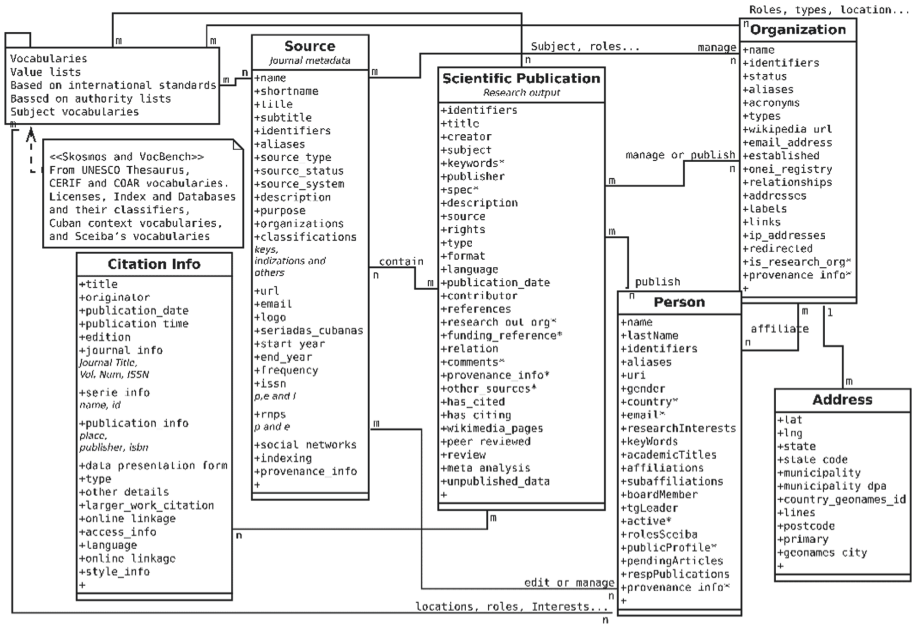 Roles, types, location...
m
m
n
Vocabularies
Value lists
Based on international standards
Bassed on authority lists
Subject vocabularies
m
n
m
<<Skosmos and VocBench>>
From UNESCO Thesaurus,
CERIF and COAR vocabularies.
Licenses, Index and Databases
and their classifiers,
Cuban context vocabularies,
and Sceiba's vocabularies
Source
Journal metadata
+name
+shortname
+title
+subtitle
+identifiers
+aliases
+source type
+source_status
+source_system
+description
+purpose
+organizations
+classifications
keys,
indizations and
others
+url
+email
+logo
+seriadas_cubanas
+start year
+end_year
+frequency
+issn
p,e and l
+rnps
p and e
+social networks
+indexing
+provenance_info
+
m
Subject, roles...
manage
n
n
contain
n
m
m
Scientific Publication
Research output
+identifiers
+title
+creator
+subject
+keywords*
+publisher
+spec*
+description
+source
+rights
+type
+format
+language
+publication_date
+contributor
+references
+research out org*
+funding_reference*
+relation
+comments*
+provenance_info*
+other sources*
+has_cited
+has citing
+wikimedia_pages
+peer reviewed
+review
+meta analysis
+unpublished_data
+
m
manage or publish
n
m
publish
n
m
n
Organization
+name
+identifiers
+status
+aliases
+acronyms
+types
+wikipedia url
+email_address
+established
+onei_registry
+relationships
+addresses
+labels
+links
+ip_addresses
+redirected
+is_research_org*
+provenance info*
+
m
1
affiliate
n
m
Citation Info
+title
+originator
+publication_date
+publication time
+edition
+journal info
Journal Title,
Vol. Num, ISSN
+serie info
name, id
+publication info
place,
publisher, isbn
+data presentation form
+type
+other details
+larger_work_citation
+online linkage
+access_info
+language
+online linkage
+style_info
+
Person
+name
+lastName
+identifiers
+aliases
+uri
+gender
+country*
+email*
+researchInterests
+keyWords
+academicTitles
+affiliations
+subaffiliations
+boardMember
+tgLeader
+active*
+rolesSceiba
+publicProfile*
+pendingArticles
+respPublications
+provenance info*
+
Address
+lat
+lng
+state
+state code
+municipality
+municipality dpa
+country_geonames_id
+lines
+postcode
+primary
+geonames city
+
edit or manage
n
locations, roles, Interests...
n